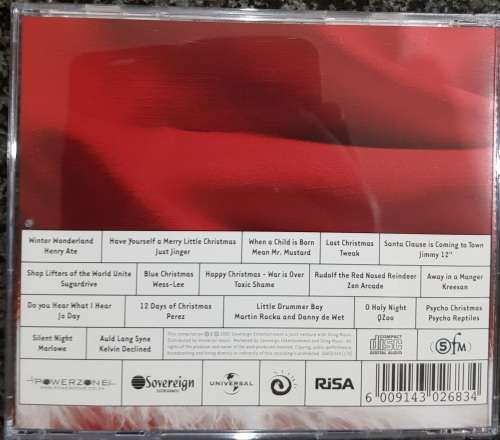 Winter Wonderland
Henry Ate
Have Yourself a Merry Little Christmas
Just Jinger
When a Child is Born
Mean Mr. Mustard
Last Christmas
Tweak
Santa Clause is Coming to Town
Jimmy 12"
Shop Lifters of the World Unite
Sugardrive
Blue Christmas
Wess-Lee
Happy Christmas - War is Over
Toxic Shame
Rudolf the Red Nosed Reindeer
Zen Arcade
Away in a Manger
Kreesan
Do you Hear What I Hear
Jo Day
12 Days of Christmas
Perez
Little Drummer Boy
Martin Rocka and Danny de Wet
O Holy Night
QZoo
Psycho Christmas
Psycho Reptiles
Silent Night
Marlowe
Auld Lang Syne
Kelvin Declined
COMPACT
disc
DIGITAL AUDIO
5fm
POWERZONE
Sovereign
UNIVERSAL
RiSA
6 009143 026834